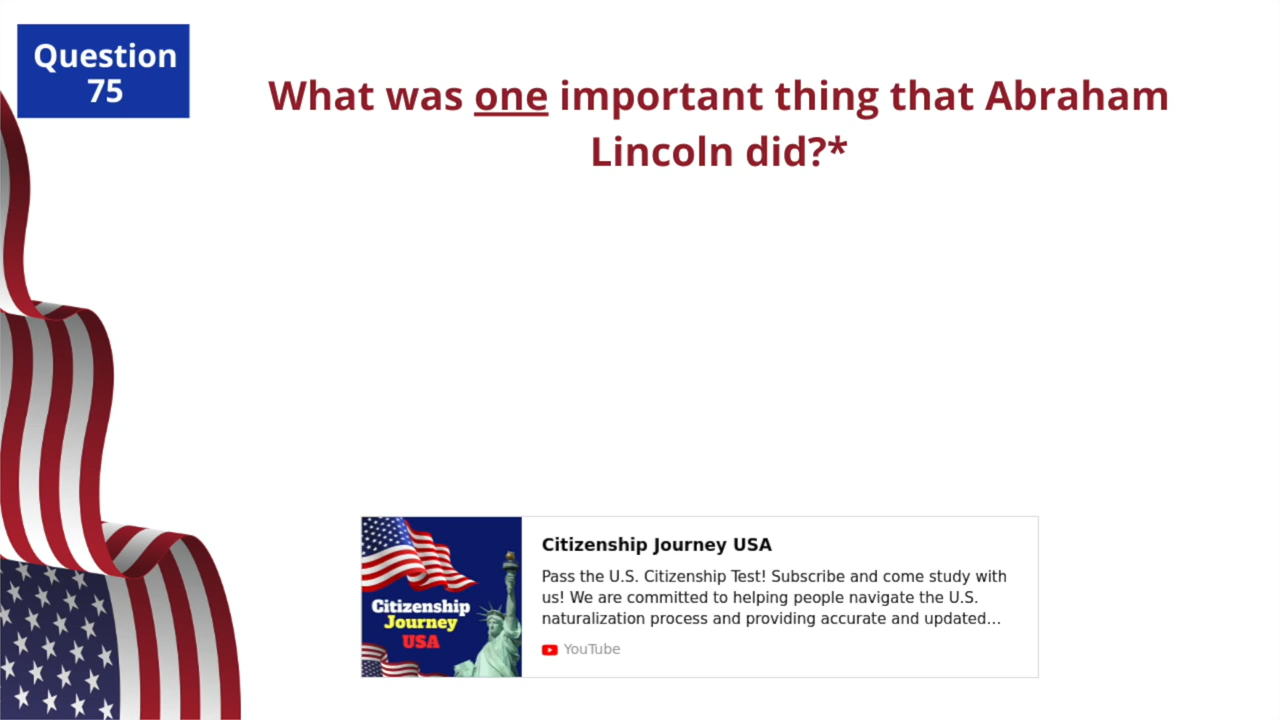 Question
75
What was one important thing that Abraham
Lincoln did?*
Citizenship
Journey
USA
Citizenship Journey USA
Pass the U.S. Citizenship Test! Subscribe and come study with
us! We are committed to helping people navigate the U.S.
naturalization process and providing accurate and updated...
YouTube